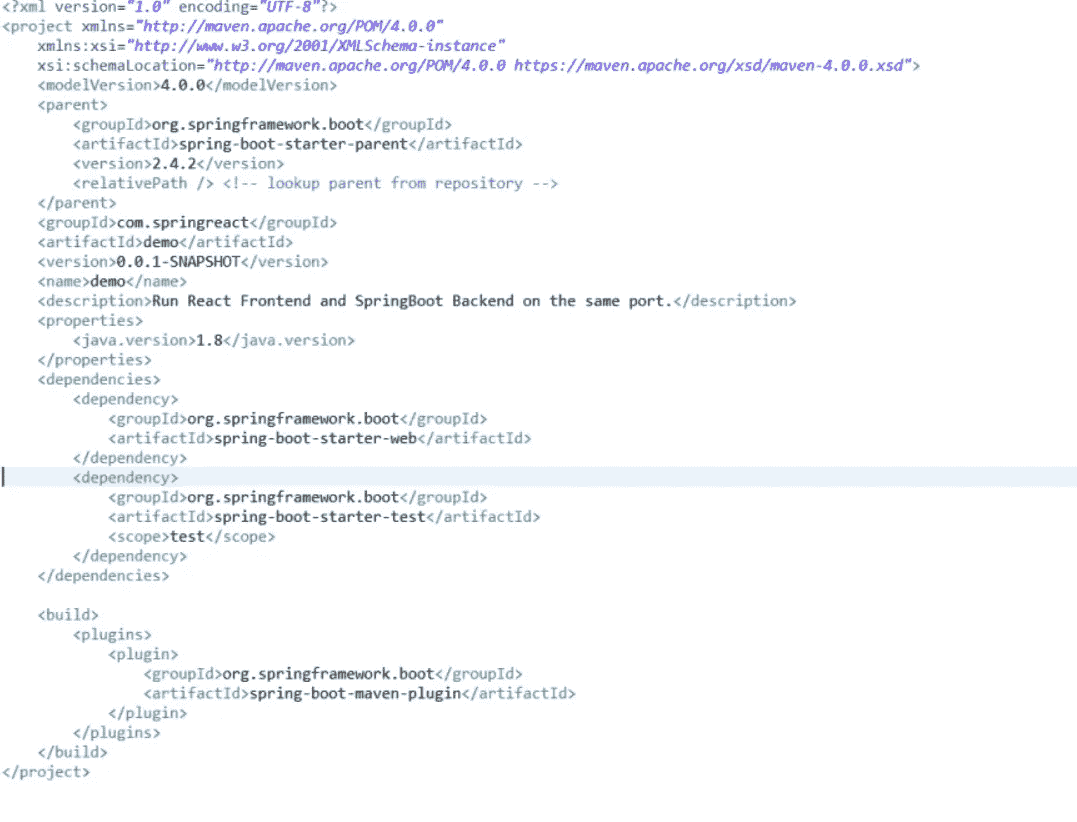 <?xml version="1.0" encoding="UTF-8"?>
<project xmlns="http://maven.apache.org/POM/4.0.0"
    xmlns:xsi="http://www.w3.org/2001/XMLSchema-instance"
    xsi:schemaLocation="http://maven.apache.org/POM/4.0.0 https://maven.apache.org/xsd/maven-4.0.0.xsd">
    <modelVersion>4.0.0</modelVersion>
    <parent>
        <groupId>org.springframework.boot</groupId>
        <artifactId>spring-boot-starter-parent</artifactId>
        <version>2.4.2</version>
        <relativePath /> <!-- lookup parent from repository -->
    </parent>
    <groupId>com.springreact</groupId>
    <artifactId>demo</artifactId>
    <version>0.0.1-SNAPSHOT</version>
    <name>demo</name>
    <description>Run React Frontend and SpringBoot Backend on the same port.</description>
    <properties>
        <java.version>1.8</java.version>
    </properties>
    <dependencies>
        <dependency>
            <groupId>org.springframework.boot</groupId>
            <artifactId>spring-boot-starter-web</artifactId>
        </dependency>
        <dependency>
            <groupId>org.springframework.boot</groupId>
            <artifactId>spring-boot-starter-test</artifactId>
            <scope>test</scope>
        </dependency>
    </dependencies>

    <build>
        <plugins>
            <plugin>
                <groupId>org.springframework.boot</groupId>
                <artifactId>spring-boot-maven-plugin</artifactId>
            </plugin>
        </plugins>
    </build>
</project>